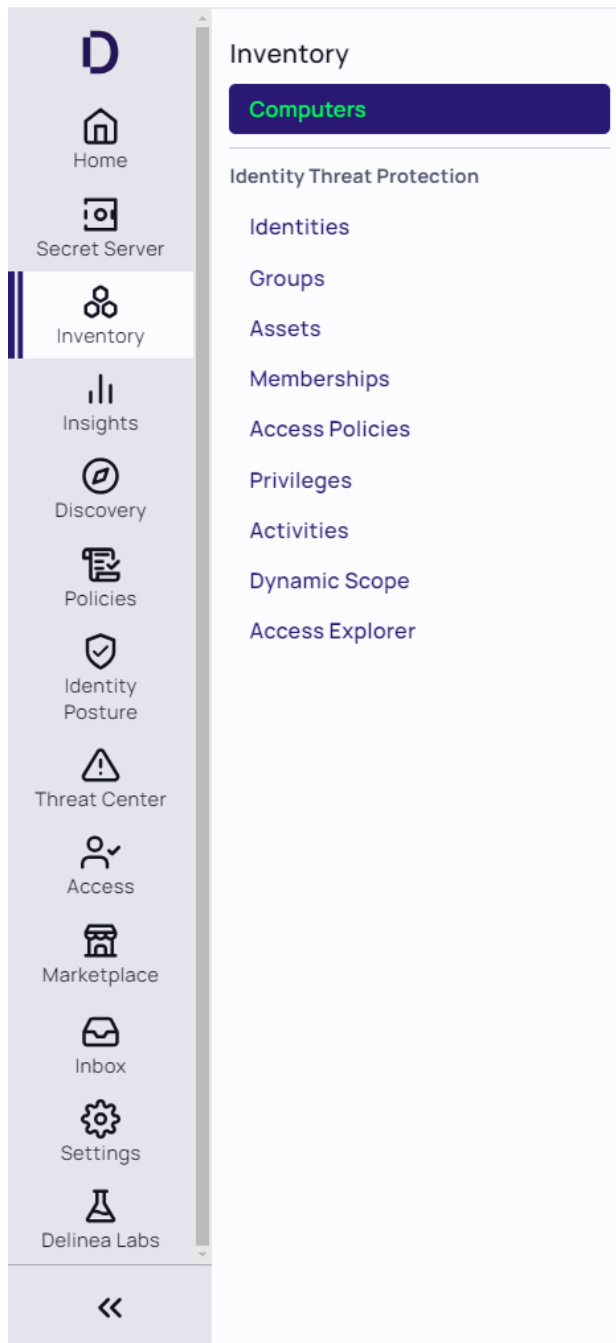 Home
Secret Server
Inventory
Insights
Discovery
Policies
Identity
Posture
Threat Center
Access
Marketplace
Inbox
Settings
Delinea Labs
Inventory
Computers
Identity Threat Protection
Identities
Groups
Assets
Memberships
Access Policies
Privileges
Activities
Dynamic Scope
Access Explorer